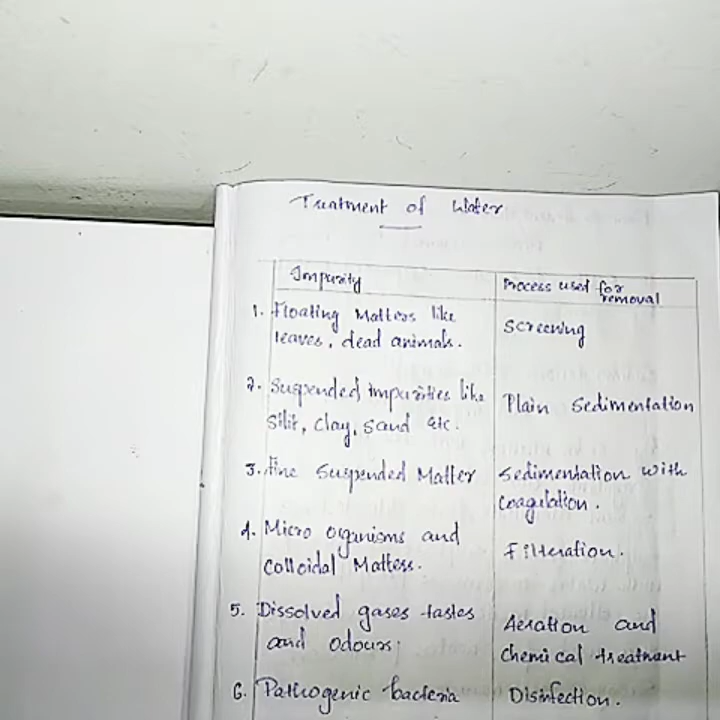 Treatment of Water
Impurity
Process used for
removal
1. Floating Matters like
leaves, dead animals.
Screening
2. Suspended impurities like
Silit, clay, sand etc.
Plain Sedimentation
3. Fine Suspended Matter
Sedimentation with
Coagulation.
4. Micro organisms and
Colloidal Matters.
Filteration.
5. Dissolved gases tastes
and odours.
Aeration and
chemical treatment
6. Pathogenic bacteria
Disinfection.